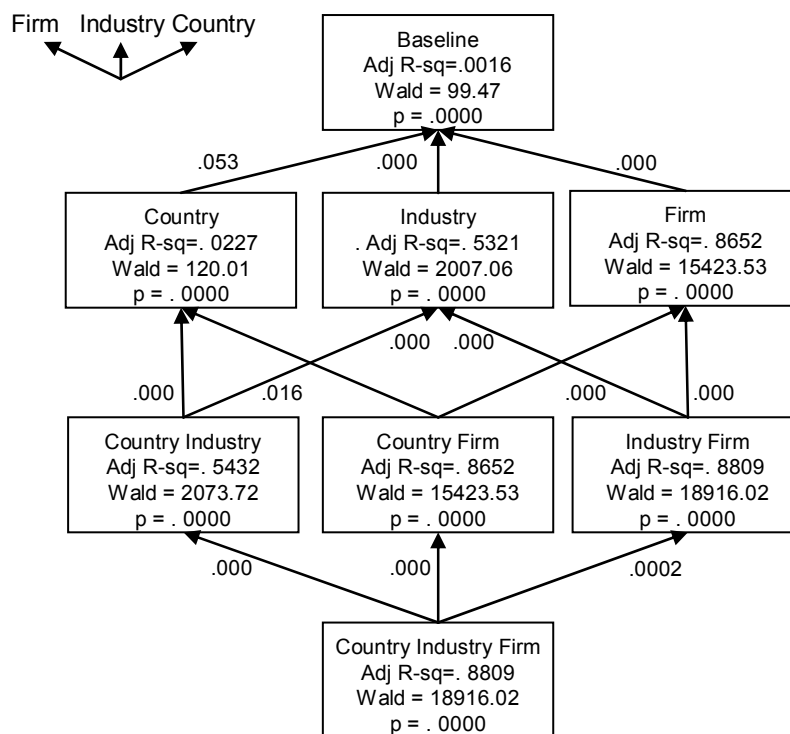 Firm Industry Country
Baseline
Adj R-sq=.0016
Wald = 99.47
p = .0000
.053
.000
.000
Country
Adj R-sq=. 0227
Wald = 120.01
p = . 0000
Industry
. Adj R-sq=. 5321
Wald = 2007.06
p = . 0000
Firm
Adj R-sq=. 8652
Wald = 15423.53
p = . 0000
.000
.016
.000
.000
.000
.000
Country Industry
Adj R-sq=. 5432
Wald = 2073.72
p = . 0000
Country Firm
Adj R-sq=. 8652
Wald = 15423.53
p = . 0000
Industry Firm
Adj R-sq=. 8809
Wald = 18916.02
p = . 0000
.000
.000
.0002
Country Industry Firm
Adj R-sq=. 8809
Wald = 18916.02
p = . 0000